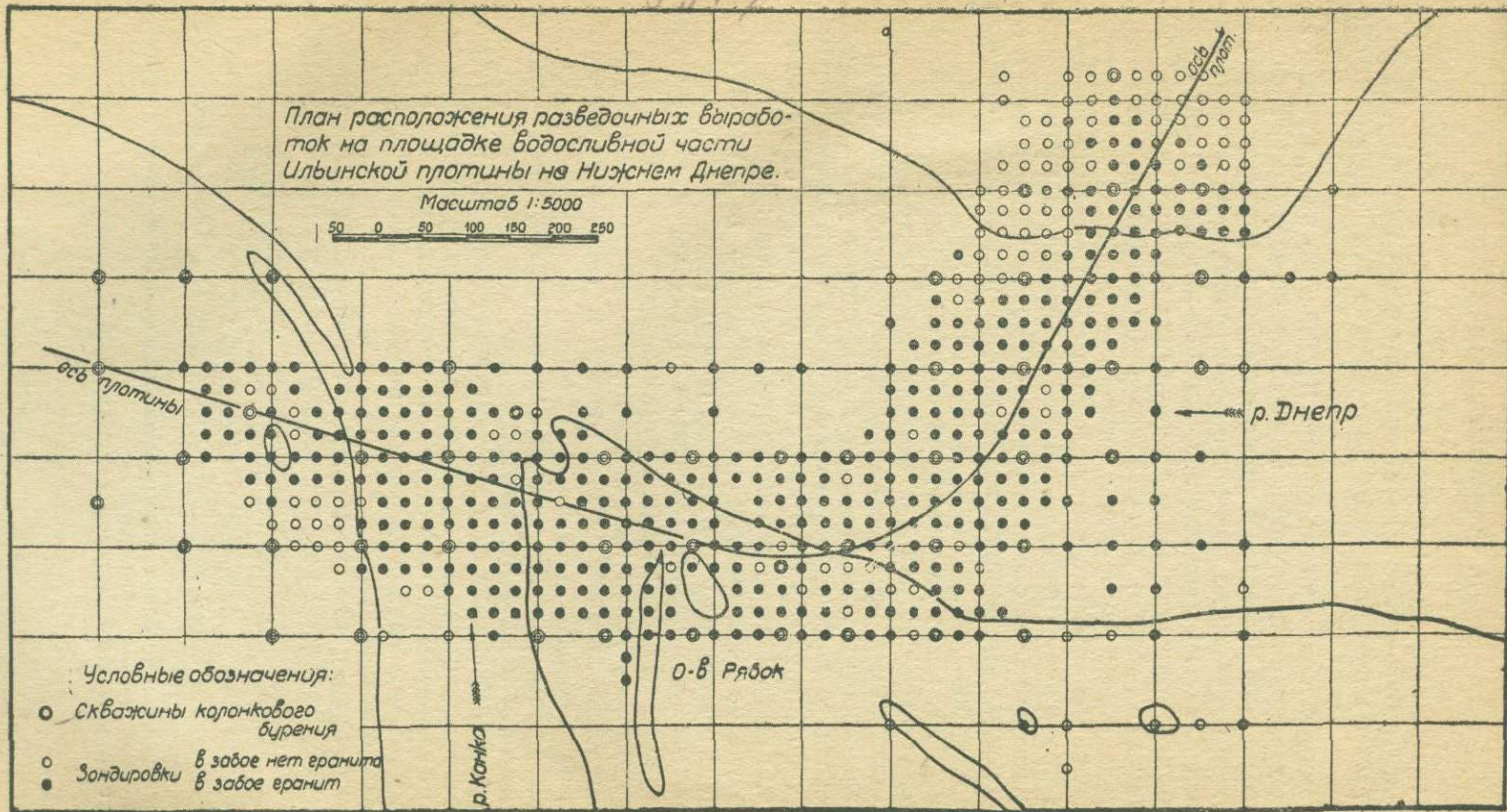 План расположения разведочных вырабо-
ток на площадке водосливной части
Ильинской плотины на Нижнем Днепре.
Масштаб 1:5000
50 0 50 100 150 200 250
ось
плот.
ось плотины
р. Днепр
О-в Рябок
р. Конка
Условные обозначения:
Скважины колонкового
бурения
Зондировки
в забое нет гранита
в забое гранит